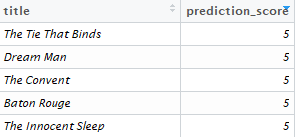 title prediction_score
The Tie That Binds 5
Dream Man 5
The Convent 5
Baton Rouge 5
The Innocent Sleep 5